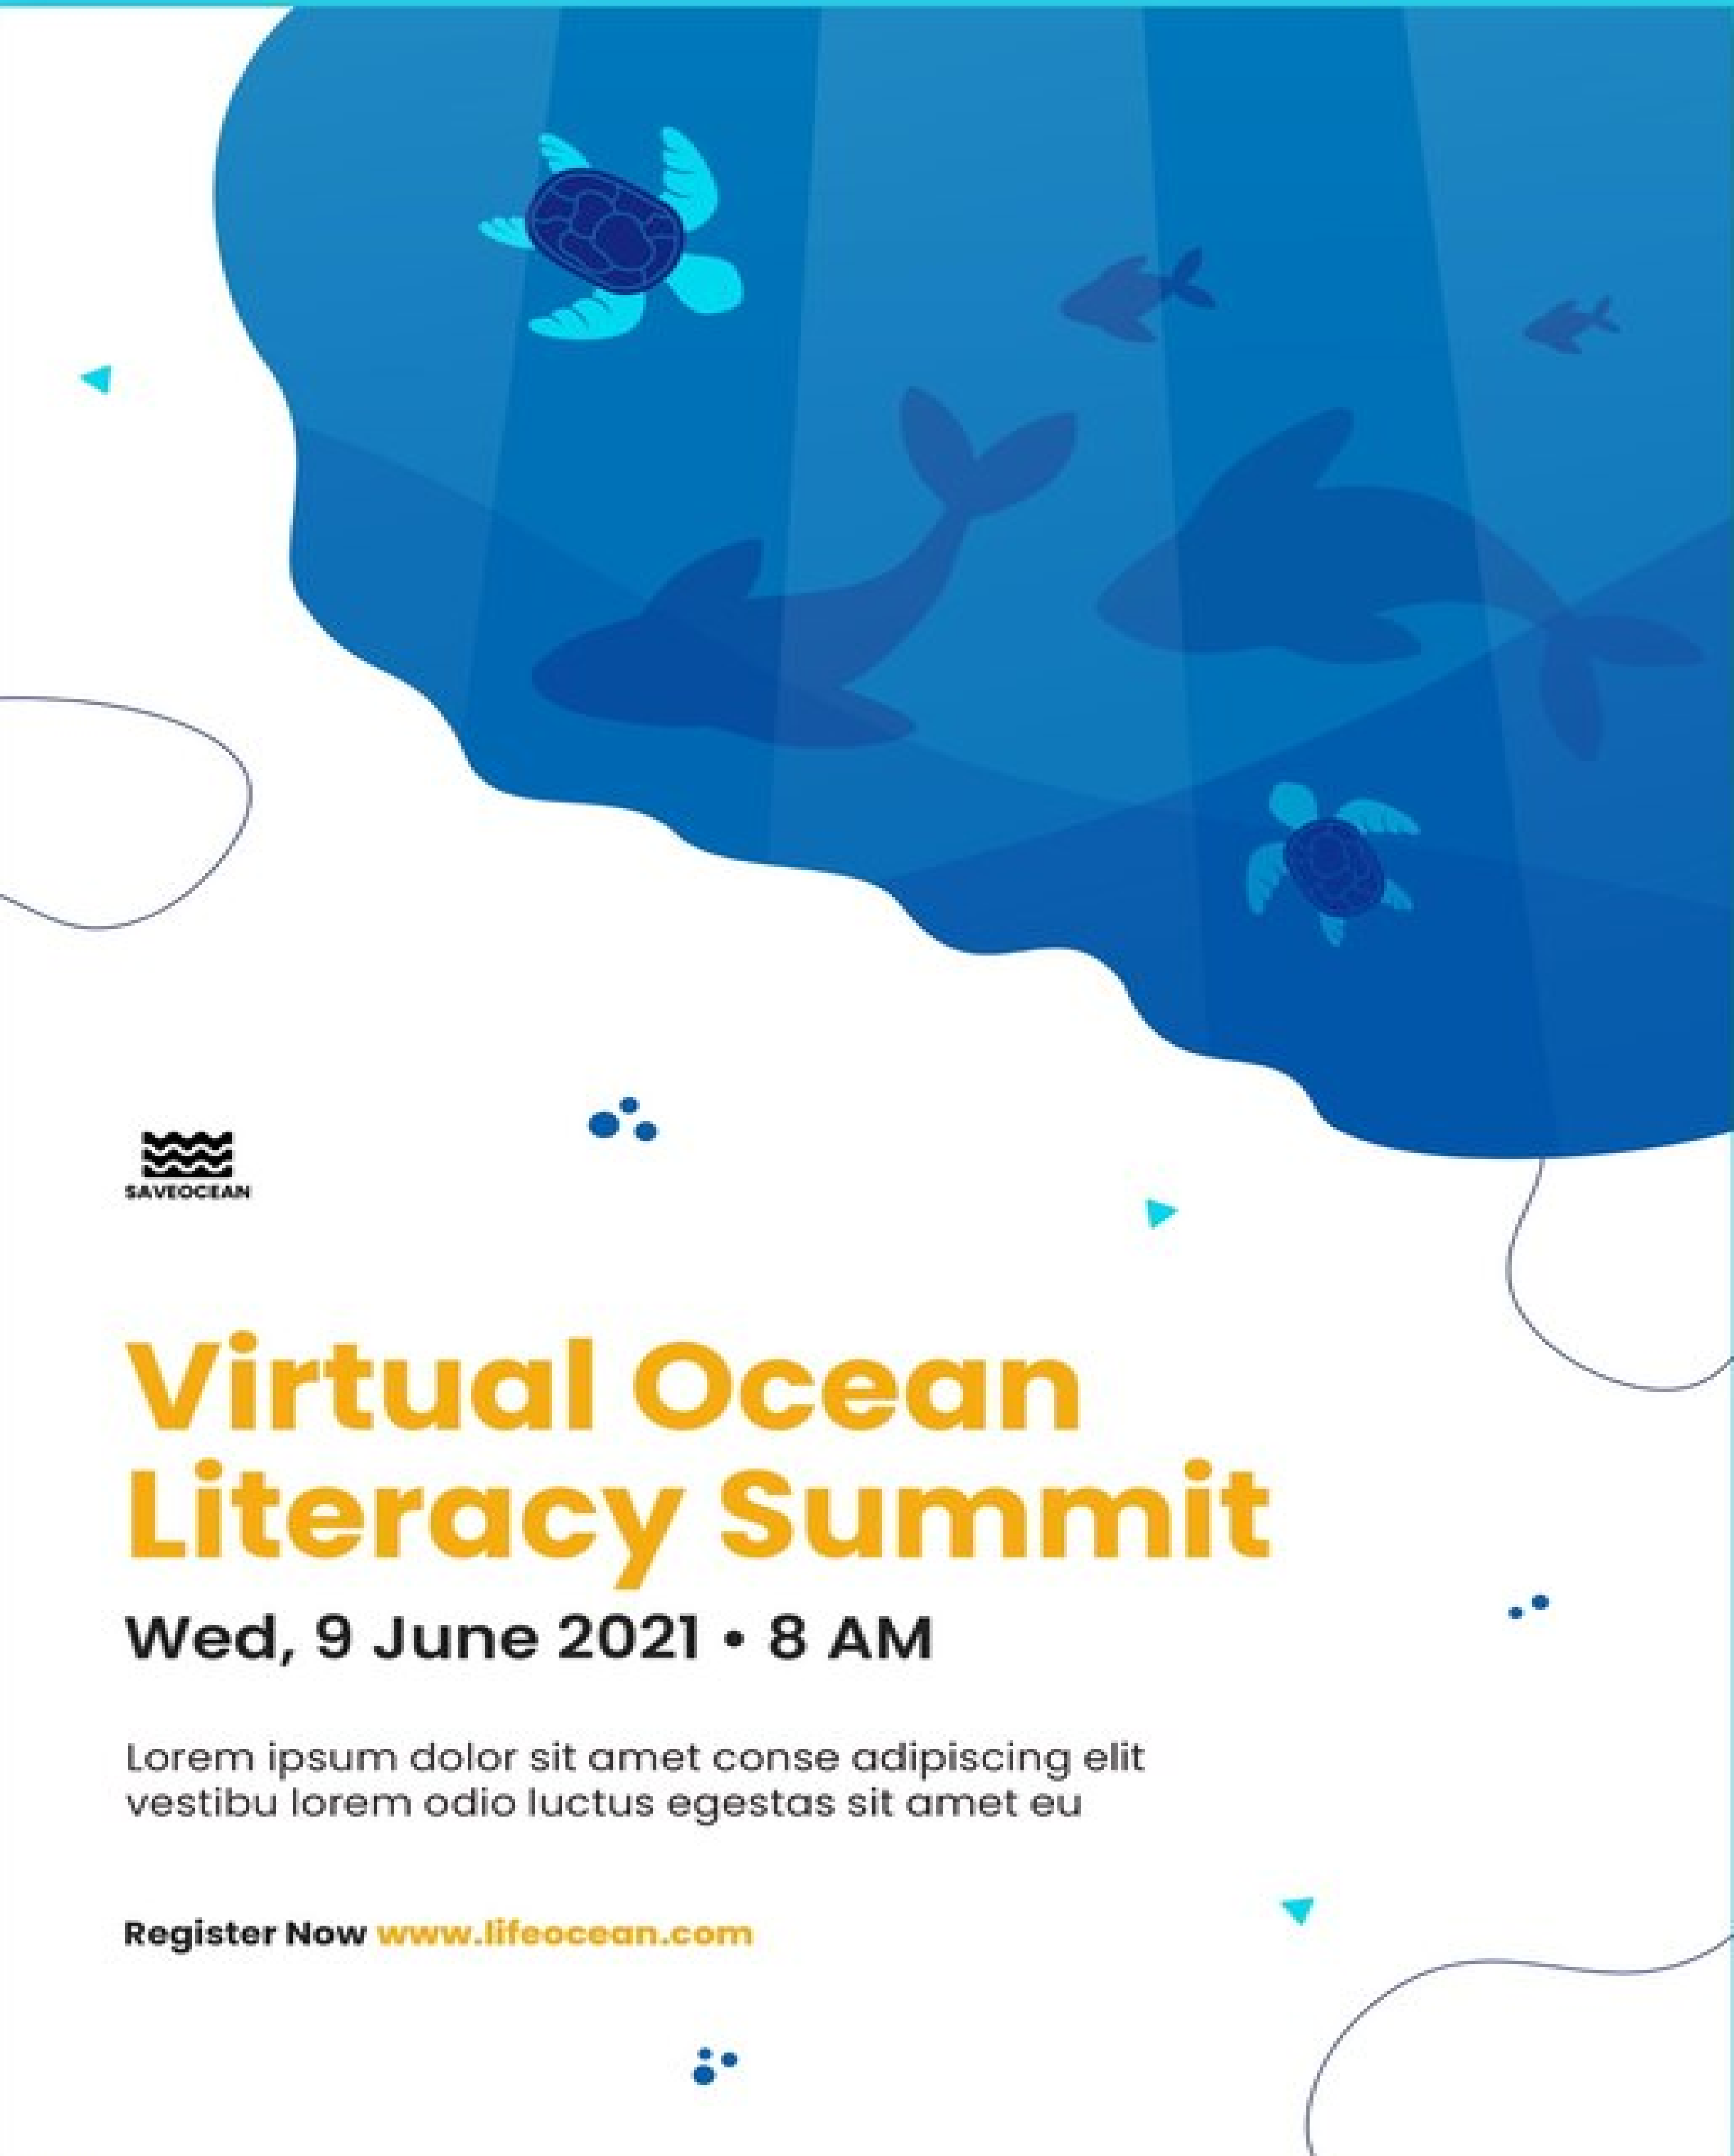 SAVEOCEAN
Virtual Ocean
Literacy Summit
Wed, 9 June 2021 • 8 AM
Lorem ipsum dolor sit amet conse adipiscing elit
vestibu lorem odio luctus egestas sit amet eu
Register Now www.lifeocean.com